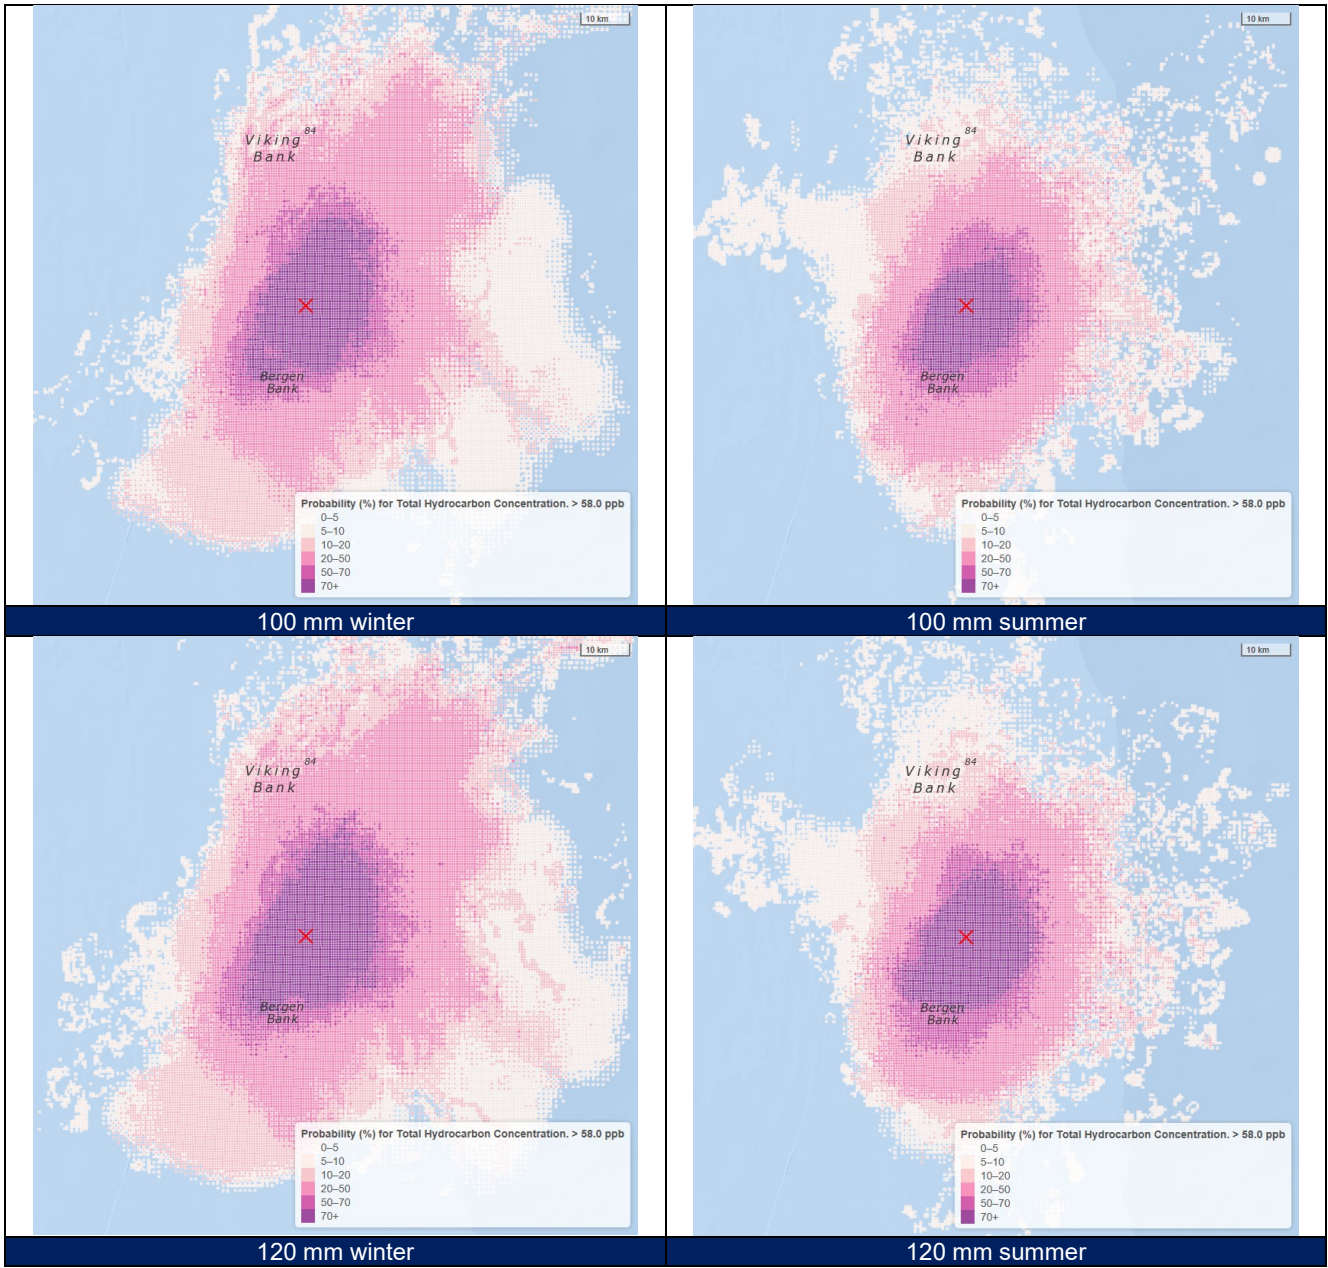 10 km
84
Viking
Bank
Bergen
Bank
Probability (%) for Total Hydrocarbon Concentration. > 58.0 ppb
0–5
5–10
10–20
20–50
50–70
70+
100 mm winter
10 km
84
Viking
Bank
Bergen
Bank
Probability (%) for Total Hydrocarbon Concentration. > 58.0 ppb
0–5
5–10
10–20
20–50
50–70
70+
100 mm summer
10 km
84
Viking
Bank
Bergen
Bank
Probability (%) for Total Hydrocarbon Concentration. > 58.0 ppb
0–5
5–10
10–20
20–50
50–70
70+
120 mm winter
10 km
84
Viking
Bank
Bergen
Bank
Probability (%) for Total Hydrocarbon Concentration. > 58.0 ppb
0–5
5–10
10–20
20–50
50–70
70+
120 mm summer